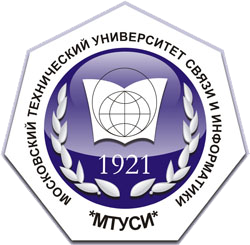 МОСКОВСКИЙ ТЕХНИЧЕСКИЙ УНИВЕРСИТЕТ СВЯЗИ И ИНФОРМАТИКИ
1921
*МТУСИ*